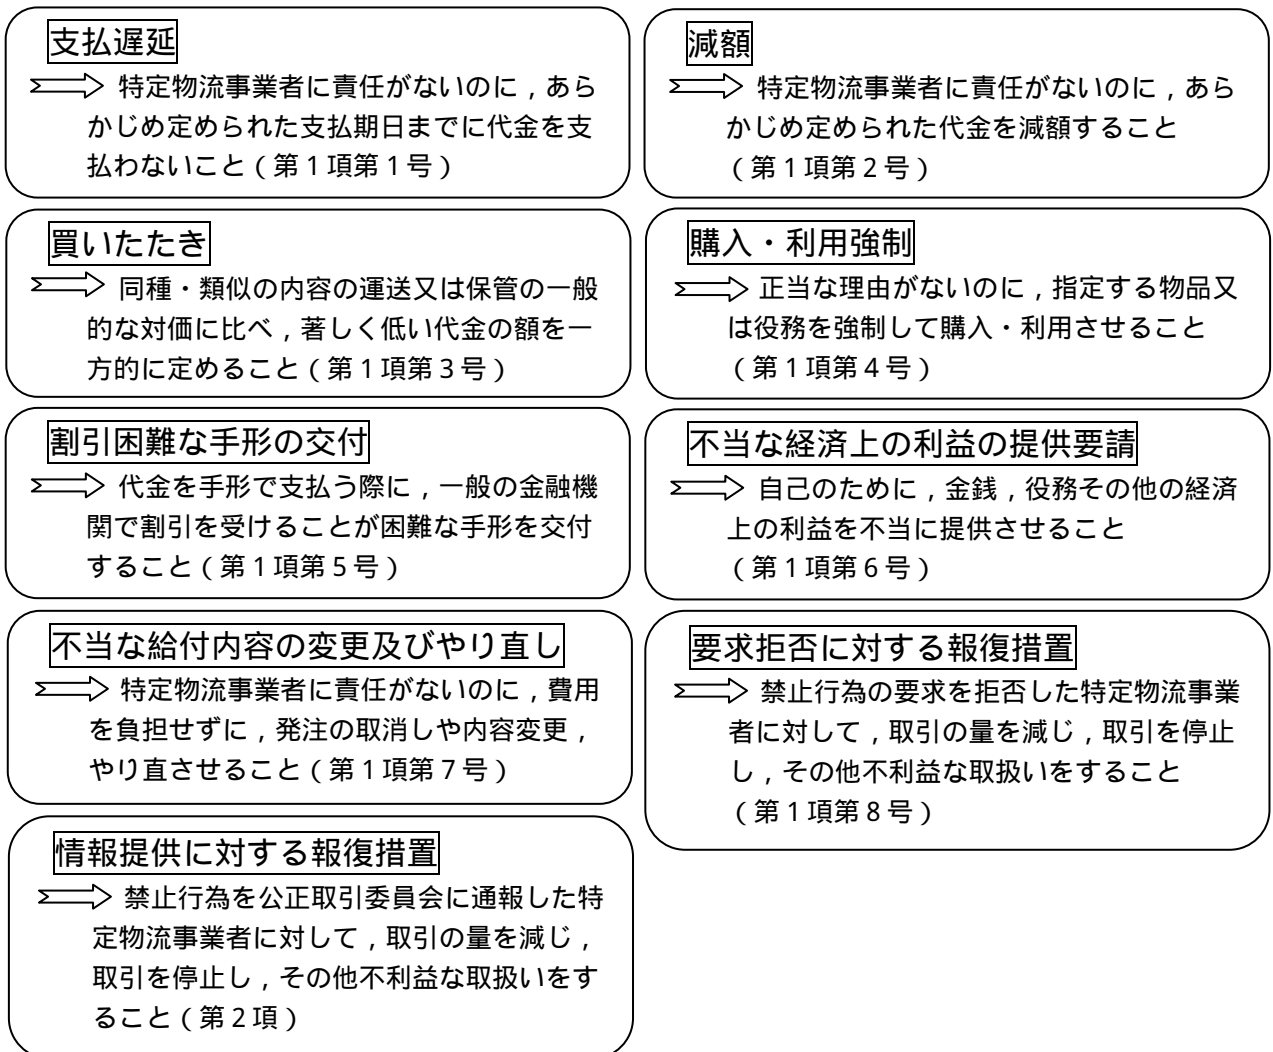 支払遅延
特定物流事業者に責任がないのに，あら
かじめ定められた支払期日までに代金を支
払わないこと（第１項第１号）
減額
特定物流事業者に責任がないのに，あら
かじめ定められた代金を減額すること
（第１項第２号）
買いたたき
同種・類似の内容の運送又は保管の一般
的な対価に比べ，著しく低い代金の額を一
方的に定めること（第１項第３号）
購入・利用強制
正当な理由がないのに，指定する物品又
は役務を強制して購入・利用させること
（第１項第４号）
割引困難な手形の交付
代金を手形で支払う際に，一般の金融機
関で割引を受けることが困難な手形を交付
すること（第１項第５号）
不当な経済上の利益の提供要請
自己のために，金銭，役務その他の経済
上の利益を不当に提供させること
（第１項第６号）
不当な給付内容の変更及びやり直し
特定物流事業者に責任がないのに，費用
を負担せずに，発注の取消しや内容変更，
やり直させること（第１項第７号）
要求拒否に対する報復措置
禁止行為の要求を拒否した特定物流事業
者に対して，取引の量を減じ，取引を停止
し，その他不利益な取扱いをすること
（第１項第８号）
情報提供に対する報復措置
禁止行為を公正取引委員会に通報した特
定物流事業者に対して，取引の量を減じ，
取引を停止し，その他不利益な取扱いをす
ること（第２項）